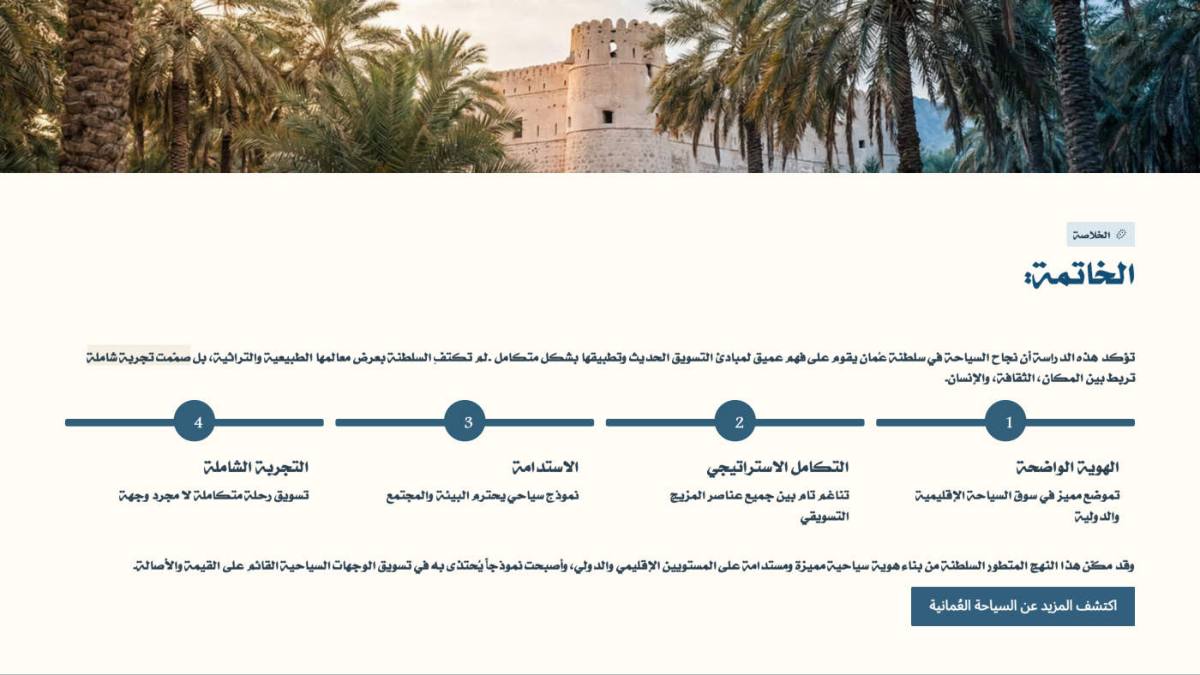 الخلاصة
الخاتمة:
تؤكد هذه الدراسة أن نجاح السياحة في سلطنة عُمان يقوم على فهم عميق لمبادئ التسويق الحديث وتطبيقها بشكل متكامل .لم تكتفِ السلطنة بعرض معالمها الطبيعية والتراثية، بل صمّمت تجربة شاملة
تربط بين المكان، الثقافة، والإنسان.
1
الهوية الواضحة
تموضع مميز في سوق السياحة الإقليمية
والدولية
2
التكامل الاستراتيجي
تناغم تام بين جميع عناصر المزيج
التسويقي
3
الاستدامة
نموذج سياحي يحترم البيئة والمجتمع
4
التجربة الشاملة
تسويق رحلة متكاملة لا مجرد وجهة
وقد مكّن هذا النهج المتطور السلطنة من بناء هوية سياحية مميزة ومستدامة على المستويين الإقليمي والدولي، وأصبحت نموذجاً يُحتذى به في تسويق الوجهات السياحية القائم على القيمة والأصالة.
اكتشف المزيد عن السياحة العُمانية